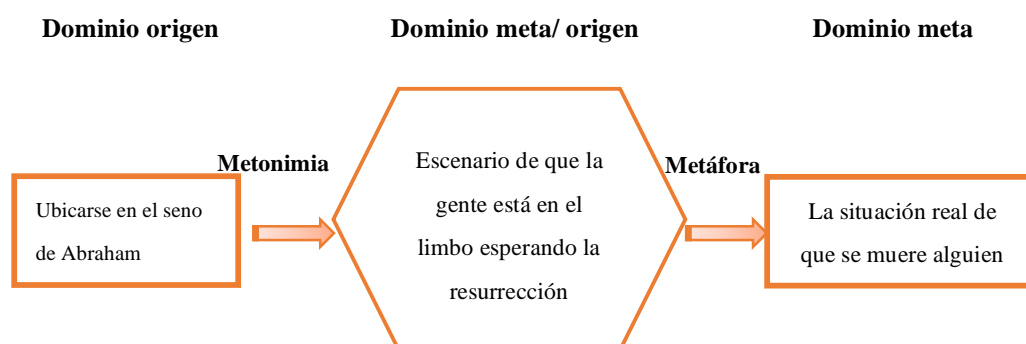 Dominio origen
Dominio meta/ origen
Dominio meta
Metonimia
Metáfora
Ubicarse en el seno
de Abraham
Escenario de que la
gente está en el
limbo esperando la
resurrección
La situación real de
que se muere alguien